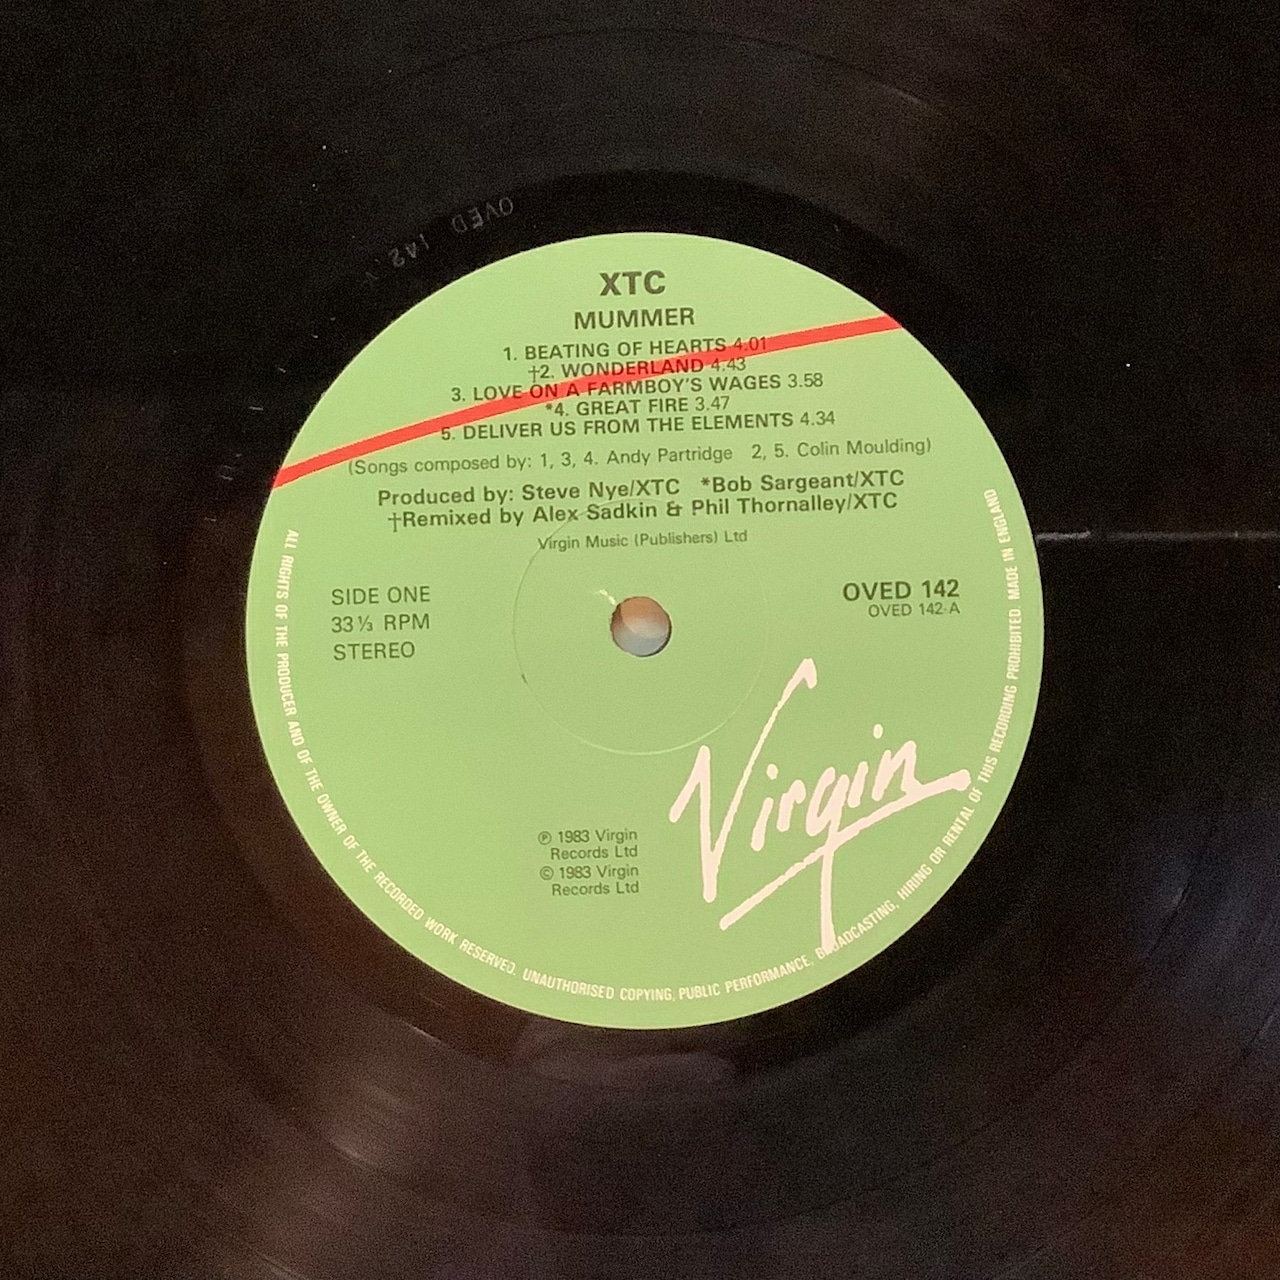 OVED 142
XTC
MUMMER
1. BEATING OF HEARTS 4.01
†2. WONDERLAND 4.43
3. LOVE ON A FARMBOY'S WAGES 3.58
*4. GREAT FIRE 3.47
5. DELIVER US FROM THE ELEMENTS 4.34
(Songs composed by: 1, 3, 4. Andy Partridge 2, 5. Colin Moulding)
Produced by: Steve Nye/XTC *Bob Sargeant/XTC
†Remixed by Alex Sadkin & Phil Thornalley/XTC
Virgin Music (Publishers) Ltd
SIDE ONE
33⅓ RPM
STEREO
OVED 142
OVED 142-A
Virgin
℗ 1983 Virgin
Records Ltd
© 1983 Virgin
Records Ltd
ALL RIGHTS OF THE PRODUCER AND OF THE OWNER OF THE RECORDED WORK RESERVED. UNAUTHORISED COPYING, PUBLIC PERFORMANCE, BROADCASTING, HIRING OR RENTAL OF THIS RECORDING PROHIBITED. MADE IN ENGLAND